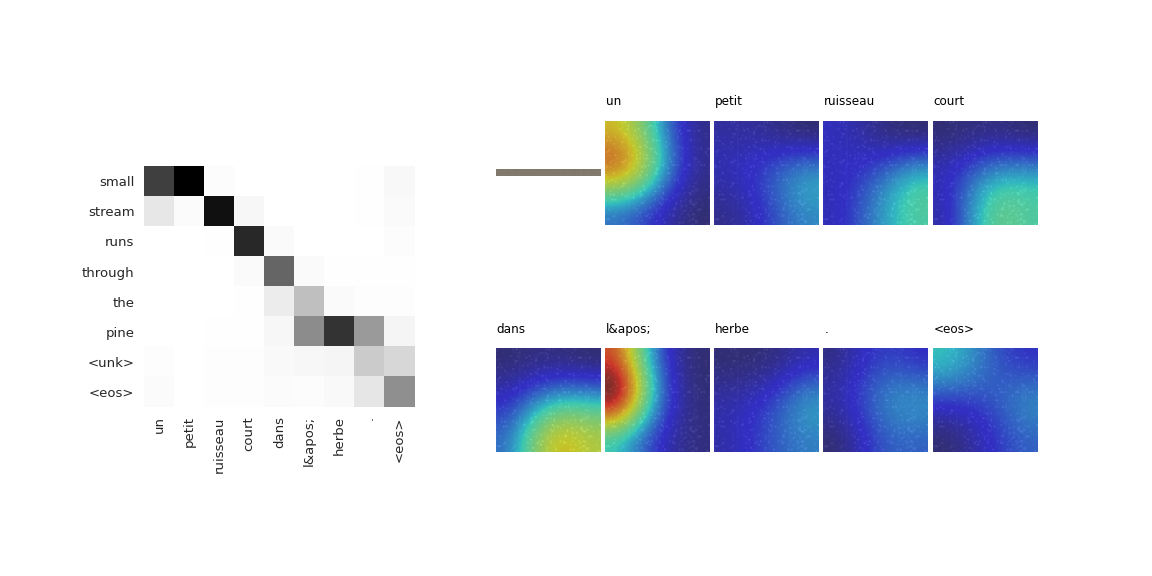 un petit ruisseau court
small
stream
runs
through
the
pine
<unk>
<eos>
dans l&apos; herbe . <eos>
un petit ruisseau court dans l&apos; herbe . <eos>